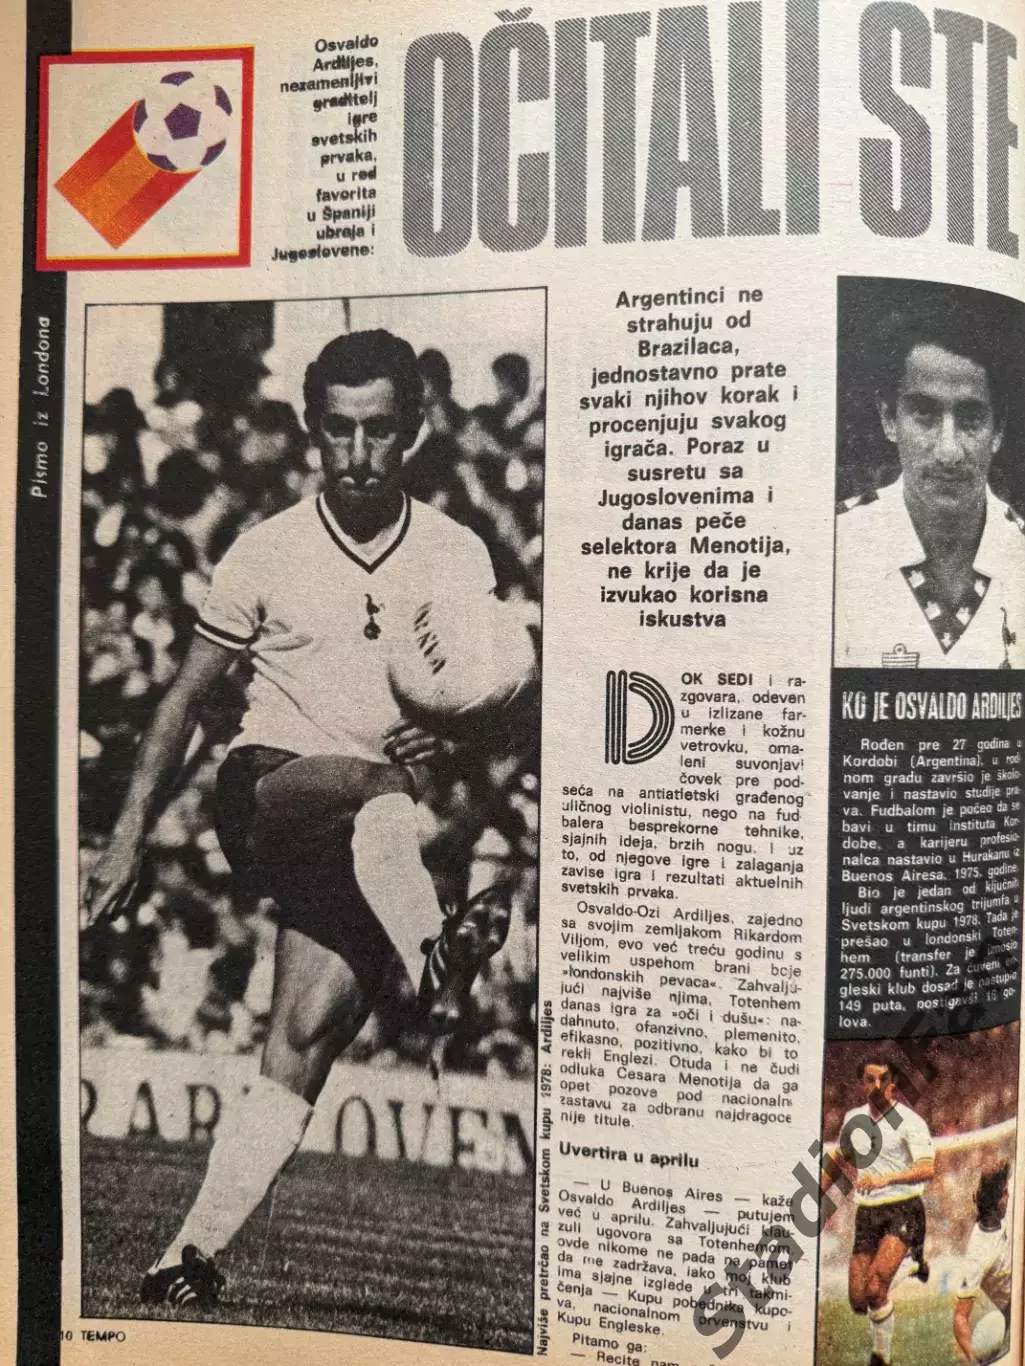 Pismo iz Londona
Osvaldo
Ardiljes,
nezamenljivi
graditelj
igre
svetskih
prvaka,
u red
favorita
u Španiji
ubraja i
Jugoslovene:
OČITALI STE
Argentinci ne
strahuju od
Brazilaca,
jednostavno prate
svaki njihov korak i
procenjuju svakog
igrača. Poraz u
susretu sa
Jugoslovenima i
danas peče
selektora Menotija,
ne krije da je
izvukao korisna
iskustva
DOK SEDI i ra-
zgovara, odeven
u izlizane far-
merke i kožnu
vetrovku, oma-
leni suvonjavi
čovek pre pod-
seća na antiatletski građenog
uličnog violinistu, nego na fud-
balera besprekorne tehnike,
sjajnih ideja, brzih nogu. I uz
to, od njegove igre i zalaganja
zavise igra i rezultati aktuelnih
svetskih prvaka.
Osvaldo-Ozi Ardiljes, zajedno
sa svojim zemljakom Rikardom
Viljom, evo već treću godinu s
velikim uspehom brani boje
»londonskih pevaca«. Zahvalju-
jući najviše njima, Totenhem
danas igra za »oči i dušu«: na-
dahnuto, ofanzivno, plemenito,
efikasno, pozitivno, kako bi to
rekli Englezi. Otuda i ne čudi
odluka Cesara Menotija da ga
opet pozove pod nacionaln
zastavu za odbranu najdragoce
nije titule.
Uvertira u aprilu
— U Buenos Aires — kaže
Osvaldo Ardiljes — putujem
već u aprilu. Zahvaljujući klau-
zuli ugovora sa Totenhemom,
ovde nikome ne pada na pamet
da me zadržava, iako moj klub
ima sjajne izglede u tri takmi-
čenja — Kupu pobednika kupo-
va, nacionalnom prvenstvu i
Kupu Engleske.
Pitamo ga:
— Recite nam
KO JE OSVALDO ARDILJES
Rođen pre 27 godina u
Kordobi (Argentina), u rod-
nom gradu završio je školo-
vanje i nastavio studije pra-
va. Fudbalom je počeo da se
bavi u timu Instituta Kor-
dobe, a karijeru profesio-
nalca nastavio u Hurakanu iz
Buenos Airesa, 1975. godine.
Bio je jedan od ključnih
ljudi argentinskog trijumfa u
Svetskom kupu 1978. Tada je
prešao u londonski Toten-
hem (transfer je iznosio
275.000 funti). Za čuveni en-
gleski klub dosad je nastupio
149 puta, postigavši 16 go-
lova.
Najviše pretrčao na Svetskom kupu 1978: Ardiljes
10 TEMPO